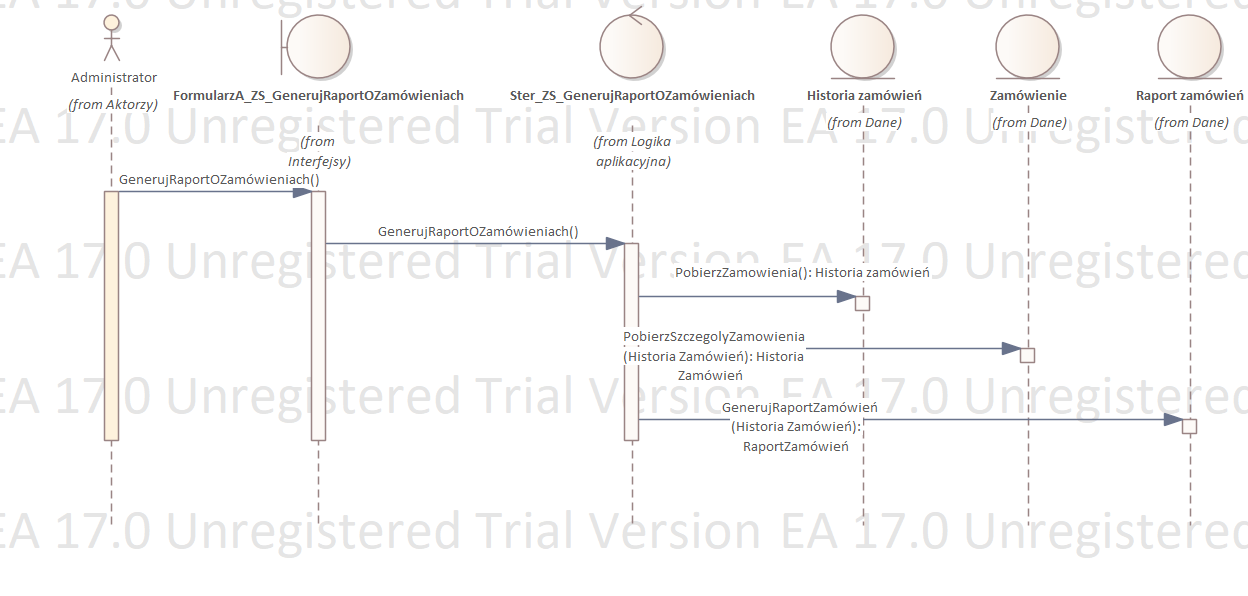 EA 17.0 Unregistered Trial Version EA 17.0 Unregistered
Administrator
(from Aktorzy)
FormularzA_ZS_GenerujRaportOZamówieniach
(from
Interfejsy)
Ster_ZS_GenerujRaportOZamówieniach
(from Logika
aplikacyjna)
Historia zamówień
(from Dane)
Zamówienie
(from Dane)
Raport zamówień
(from Dane)
EA 17.0 Unregistered Trial Version EA 17.0 Unregistered
GenerujRaportOZamówieniach()
GenerujRaportOZamówieniach()
EA 17.0 Unregistered Trial Version EA 17.0 Unregistered
PobierzZamowienia(): Historia zamówień
PobierzSzczegolyZamowienia
(Historia Zamówień): Historia
Zamówień
EA 17.0 Unregistered Trial Version EA 17.0 Unregistered
GenerujRaportZamówień
(Historia Zamówień):
RaportZamówień
EA 17.0 Unregistered Trial Version EA 17.0 Unregistered